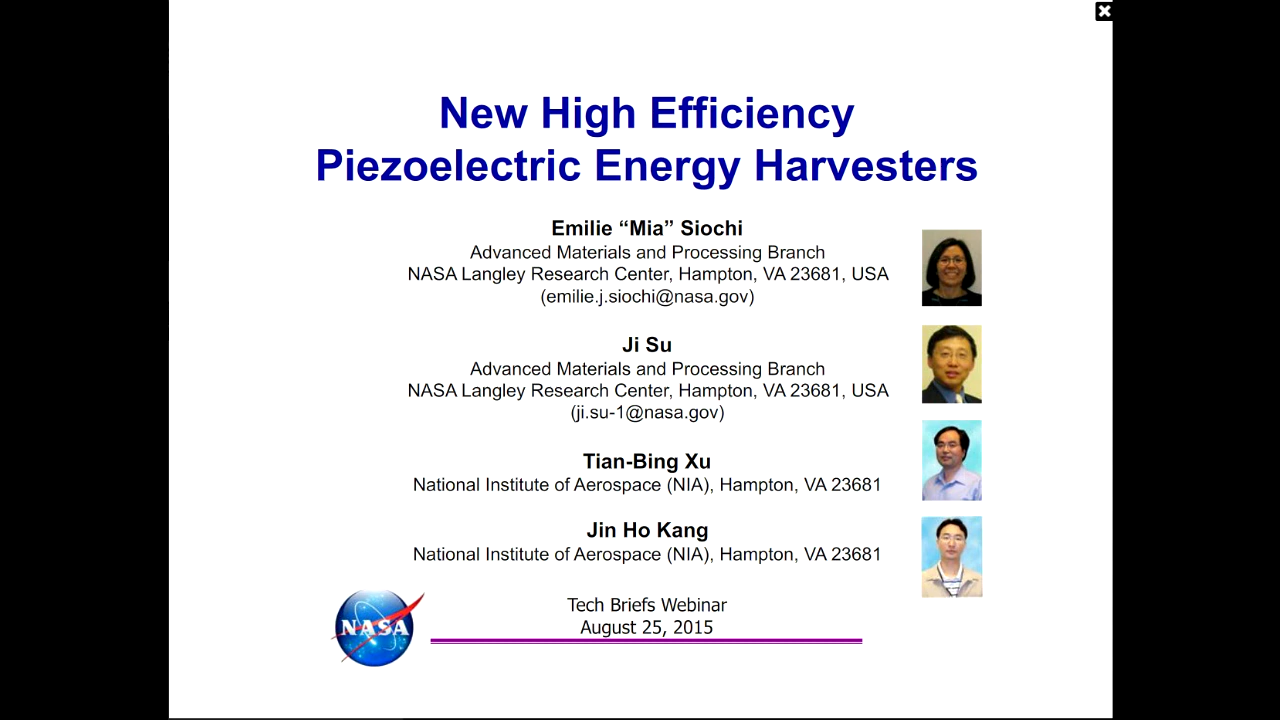 New High Efficiency
Piezoelectric Energy Harvesters
Emilie “Mia” Siochi
Advanced Materials and Processing Branch
NASA Langley Research Center, Hampton, VA 23681, USA
(emilie.j.siochi@nasa.gov)
Ji Su
Advanced Materials and Processing Branch
NASA Langley Research Center, Hampton, VA 23681, USA
(ji.su-1@nasa.gov)
Tian-Bing Xu
National Institute of Aerospace (NIA), Hampton, VA 23681
Jin Ho Kang
National Institute of Aerospace (NIA), Hampton, VA 23681
Tech Briefs Webinar
August 25, 2015
NASA